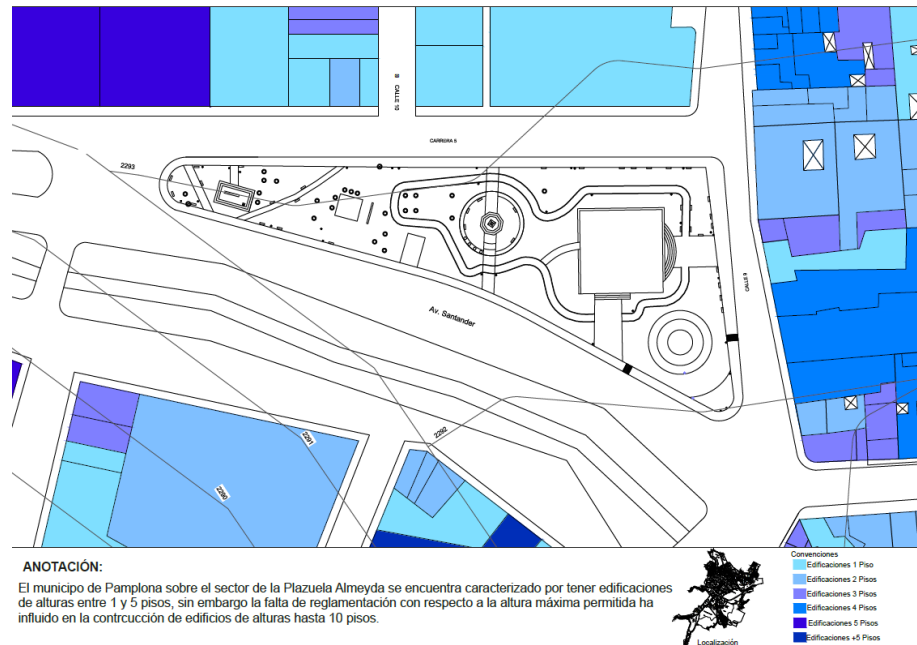 CALLE 10
CARRERA 5
2293
CALLE 9
Av. Santander
2292
2291
2290
ANOTACIÓN:
El municipo de Pamplona sobre el sector de la Plazuela Almeyda se encuentra caracterizado por tener edificaciones
de alturas entre 1 y 5 pisos, sin embargo la falta de reglamentación con respecto a la altura máxima permitida ha
influido en la contrcucción de edificios de alturas hasta 10 pisos.
Localización
Convenciones
Edificaciones 1 Piso
Edificaciones 2 Pisos
Edificaciones 3 Pisos
Edificaciones 4 Pisos
Edificaciones 5 Pisos
Edificaciones +5 Pisos